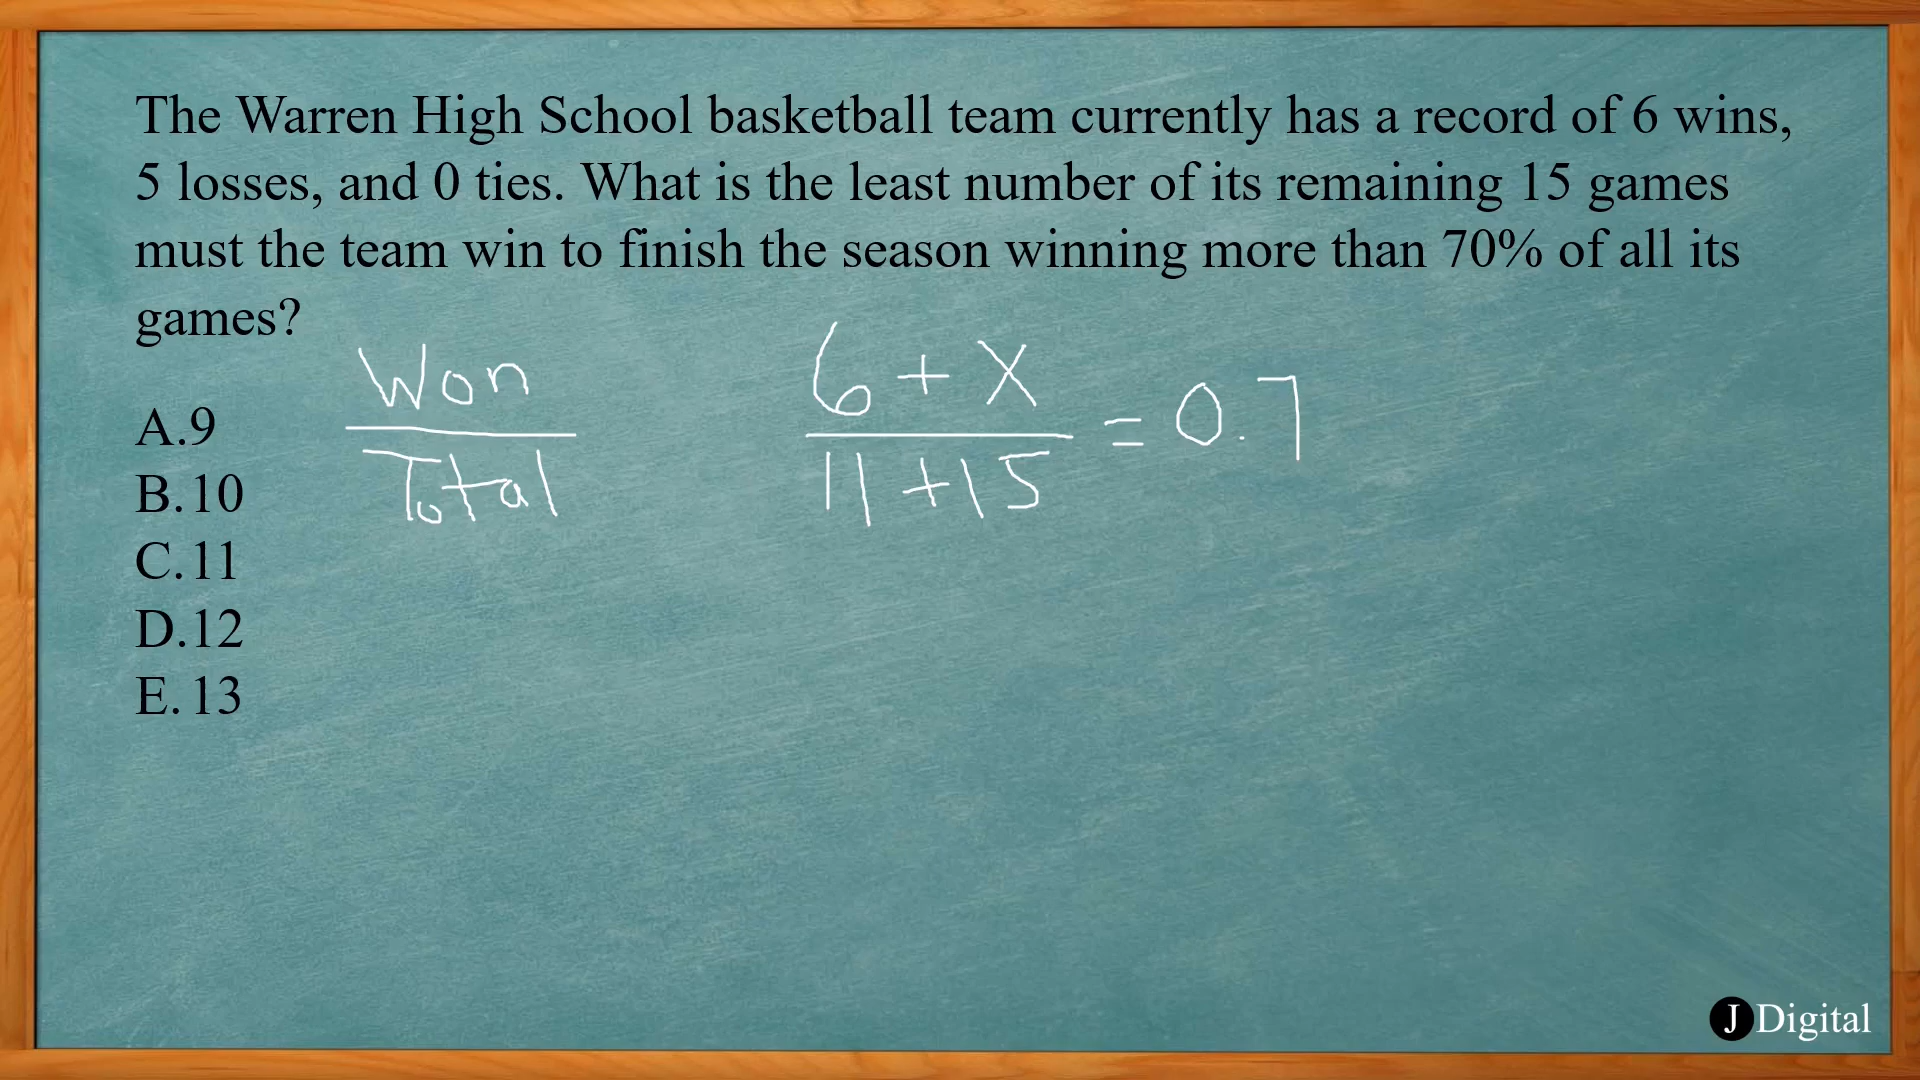 The Warren High School basketball team currently has a record of 6 wins,
5 losses, and 0 ties. What is the least number of its remaining 15 games
must the team win to finish the season winning more than 70% of all its
games?
A.9
B.10
C.11
D.12
E.13
Won
Total
6 + X
11 + 15
= 0.7
J Digital